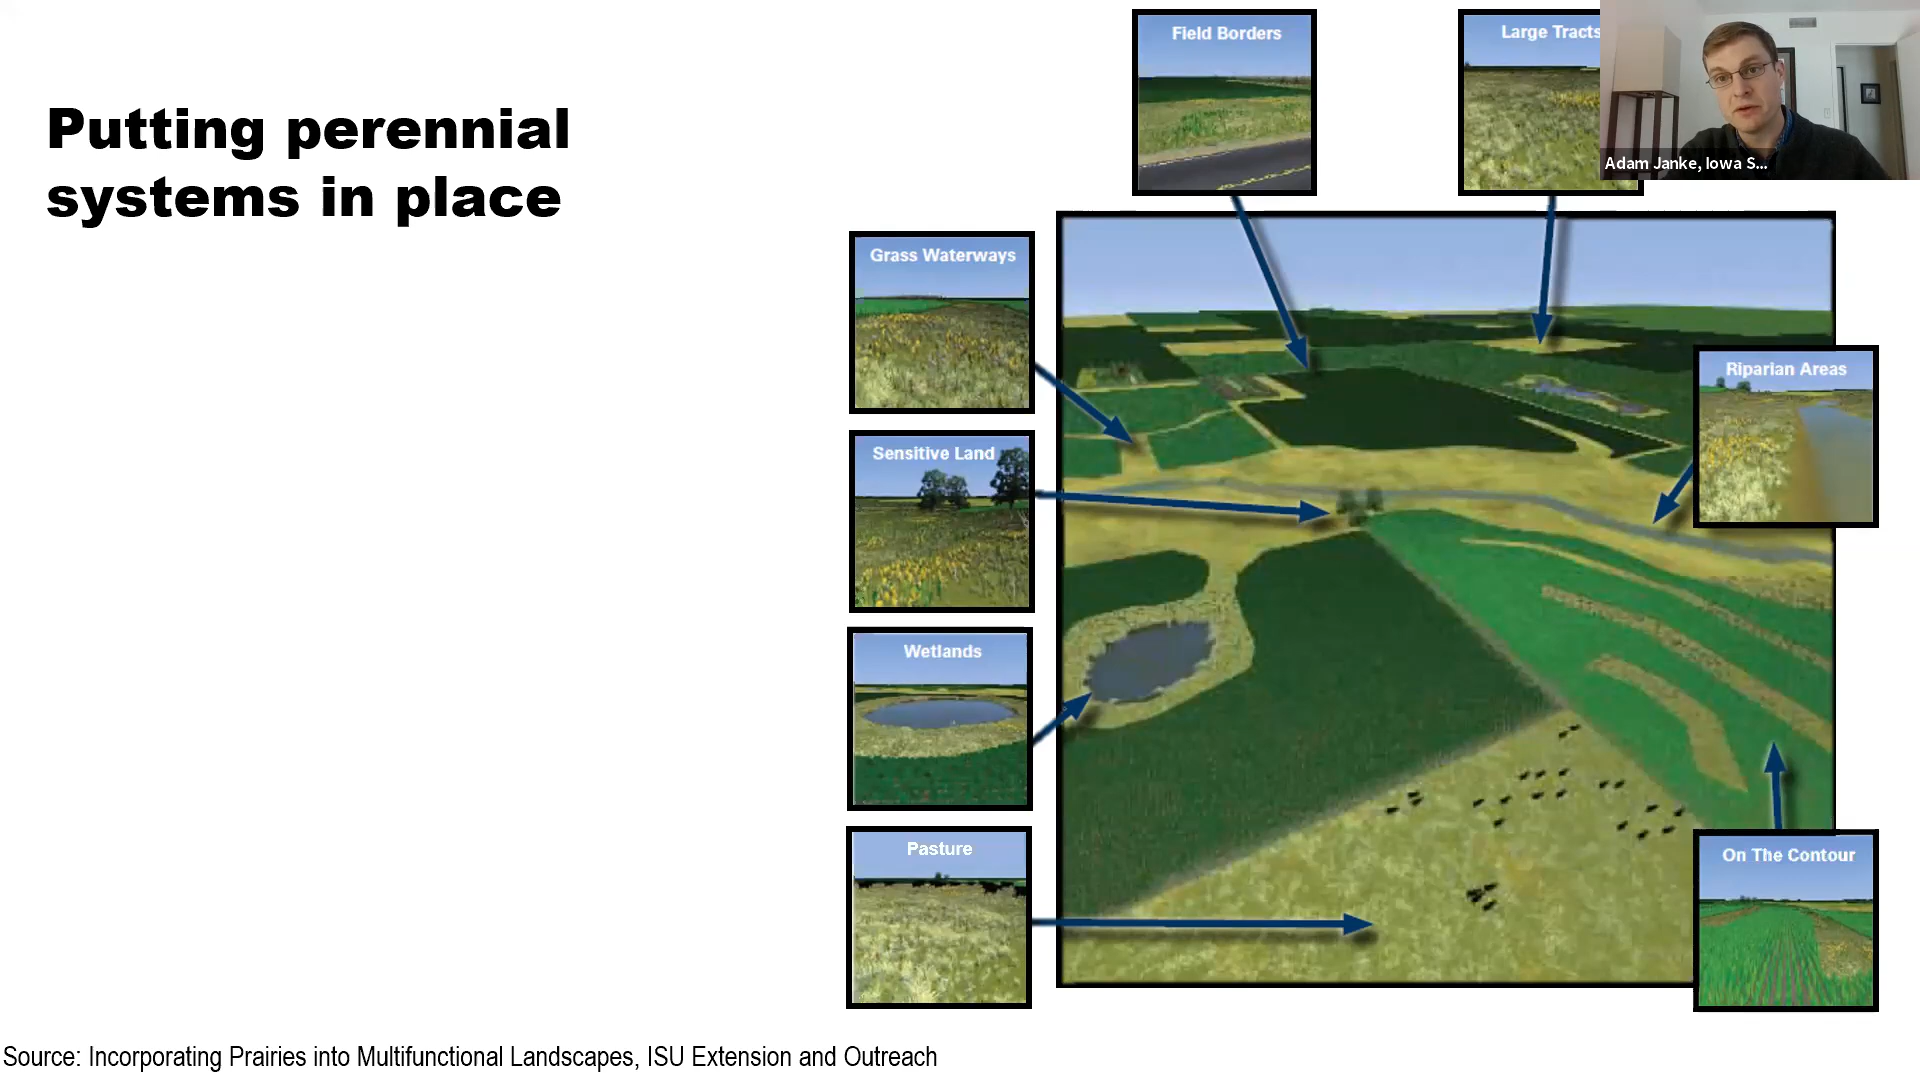 Putting perennial
systems in place
Field Borders
Large Tracts
Adam Janke, Iowa S...
Grass Waterways
Riparian Areas
Sensitive Land
Wetlands
Pasture
On The Contour
Source: Incorporating Prairies into Multifunctional Landscapes, ISU Extension and Outreach